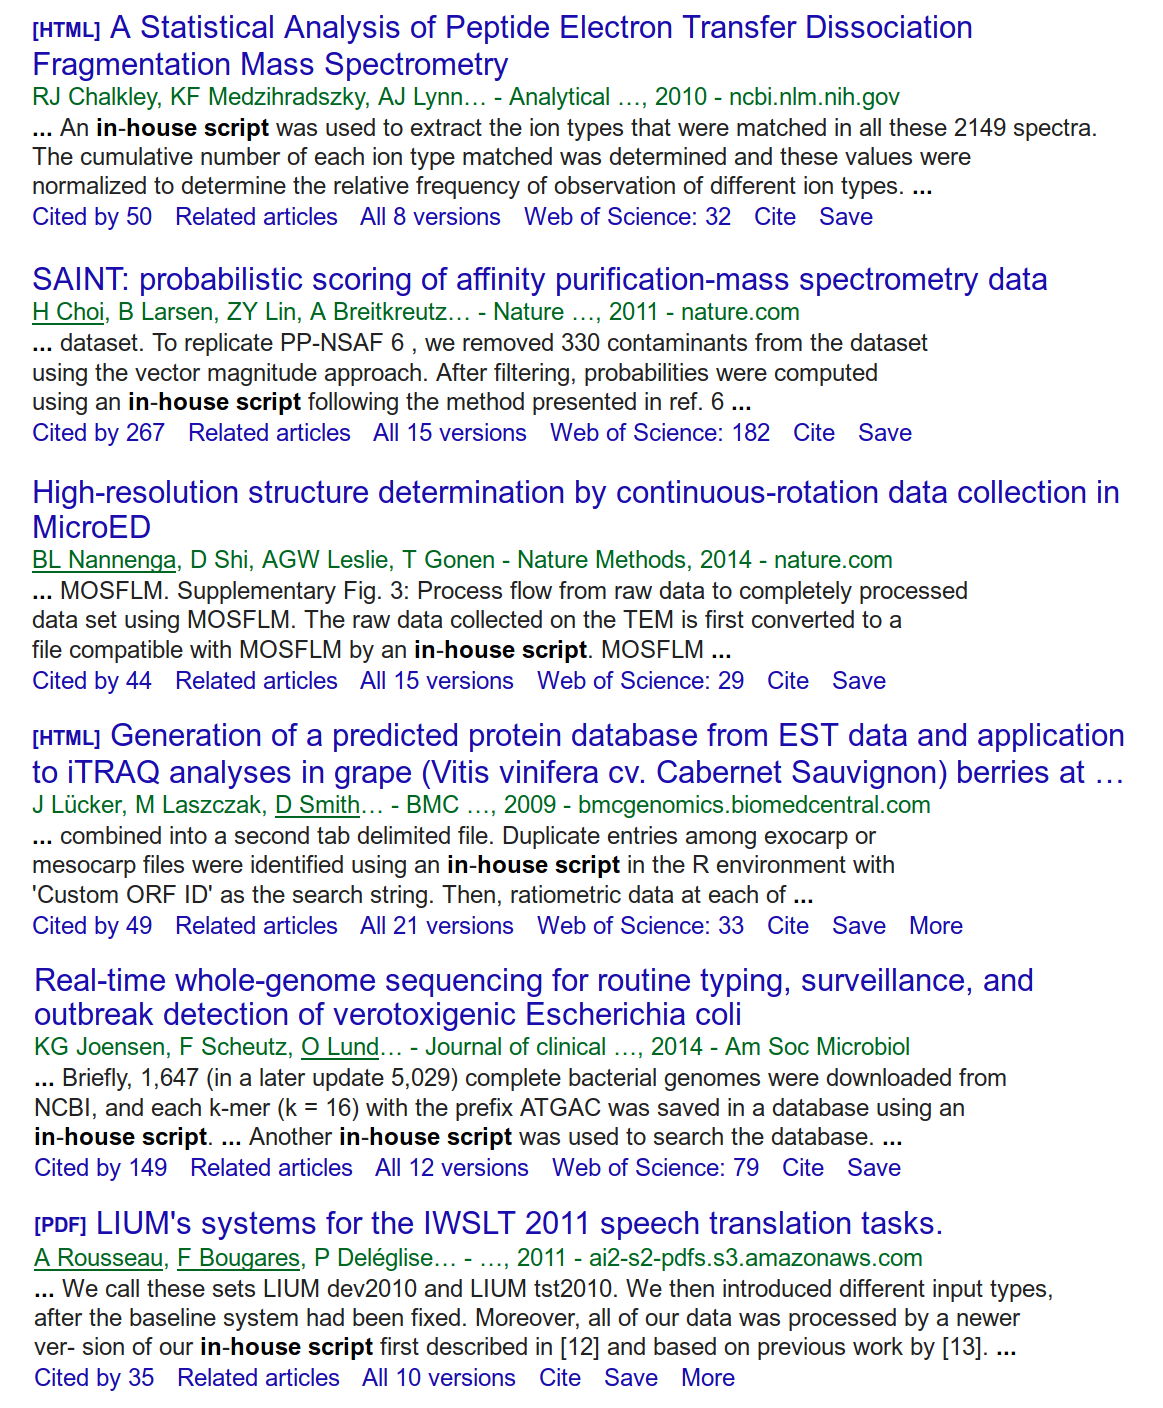 [HTML] A Statistical Analysis of Peptide Electron Transfer Dissociation
Fragmentation Mass Spectrometry
RJ Chalkley, KF Medzihradszky, AJ Lynn… - Analytical …, 2010 - ncbi.nlm.nih.gov
... An in-house script was used to extract the ion types that were matched in all these 2149 spectra.
The cumulative number of each ion type matched was determined and these values were
normalized to determine the relative frequency of observation of different ion types. ...
Cited by 50 Related articles All 8 versions Web of Science: 32 Cite Save
SAINT: probabilistic scoring of affinity purification-mass spectrometry data
H Choi, B Larsen, ZY Lin, A Breitkreutz… - Nature …, 2011 - nature.com
... dataset. To replicate PP-NSAF 6 , we removed 330 contaminants from the dataset
using the vector magnitude approach. After filtering, probabilities were computed
using an in-house script following the method presented in ref. 6 ...
Cited by 267 Related articles All 15 versions Web of Science: 182 Cite Save
High-resolution structure determination by continuous-rotation data collection in
MicroED
BL Nannenga, D Shi, AGW Leslie, T Gonen - Nature Methods, 2014 - nature.com
... MOSFLM. Supplementary Fig. 3: Process flow from raw data to completely processed
data set using MOSFLM. The raw data collected on the TEM is first converted to a
file compatible with MOSFLM by an in-house script. MOSFLM ...
Cited by 44 Related articles All 15 versions Web of Science: 29 Cite Save
[HTML] Generation of a predicted protein database from EST data and application
to iTRAQ analyses in grape (Vitis vinifera cv. Cabernet Sauvignon) berries at …
J Lücker, M Laszczak, D Smith… - BMC …, 2009 - bmcgenomics.biomedcentral.com
... combined into a second tab delimited file. Duplicate entries among exocarp or
mesocarp files were identified using an in-house script in the R environment with
'Custom ORF ID' as the search string. Then, ratiometric data at each of ...
Cited by 49 Related articles All 21 versions Web of Science: 33 Cite Save More
Real-time whole-genome sequencing for routine typing, surveillance, and
outbreak detection of verotoxigenic Escherichia coli
KG Joensen, F Scheutz, O Lund… - Journal of clinical …, 2014 - Am Soc Microbiol
... Briefly, 1,647 (in a later update 5,029) complete bacterial genomes were downloaded from
NCBI, and each k-mer (k = 16) with the prefix ATGAC was saved in a database using an
in-house script. ... Another in-house script was used to search the database. ...
Cited by 149 Related articles All 12 versions Web of Science: 79 Cite Save
[PDF] LIUM's systems for the IWSLT 2011 speech translation tasks.
A Rousseau, F Bougares, P Deléglise… - …, 2011 - ai2-s2-pdfs.s3.amazonaws.com
... We call these sets LIUM dev2010 and LIUM tst2010. We then introduced different input types,
after the baseline system had been fixed. Moreover, all of our data was processed by a newer
ver- sion of our in-house script first described in [12] and based on previous work by [13]. ...
Cited by 35 Related articles All 10 versions Cite Save More